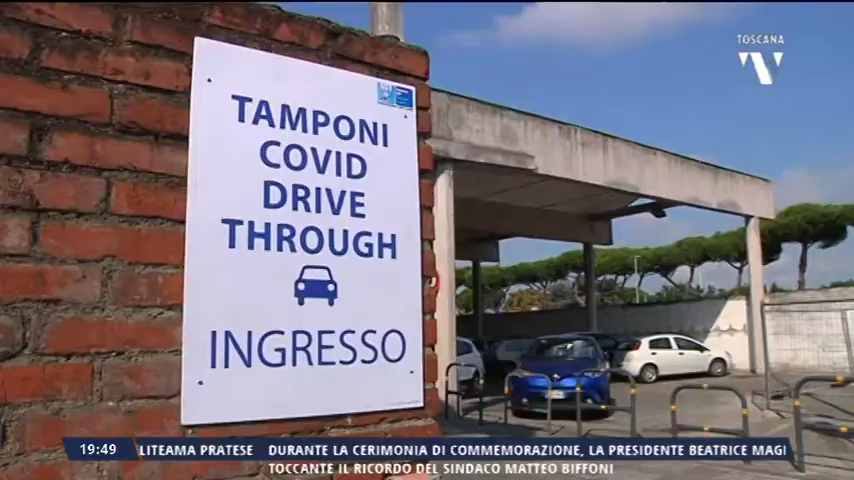 TOSCANA
TV
TAMPONI
COVID
DRIVE
THROUGH
INGRESSO
19:49
LITEAMA PRATESE DURANTE LA CERIMONIA DI COMMEMORAZIONE, LA PRESIDENTE BEATRICE MAGI
TOCCANTE IL RICORDO DEL SINDACO MATTEO BIFFONI